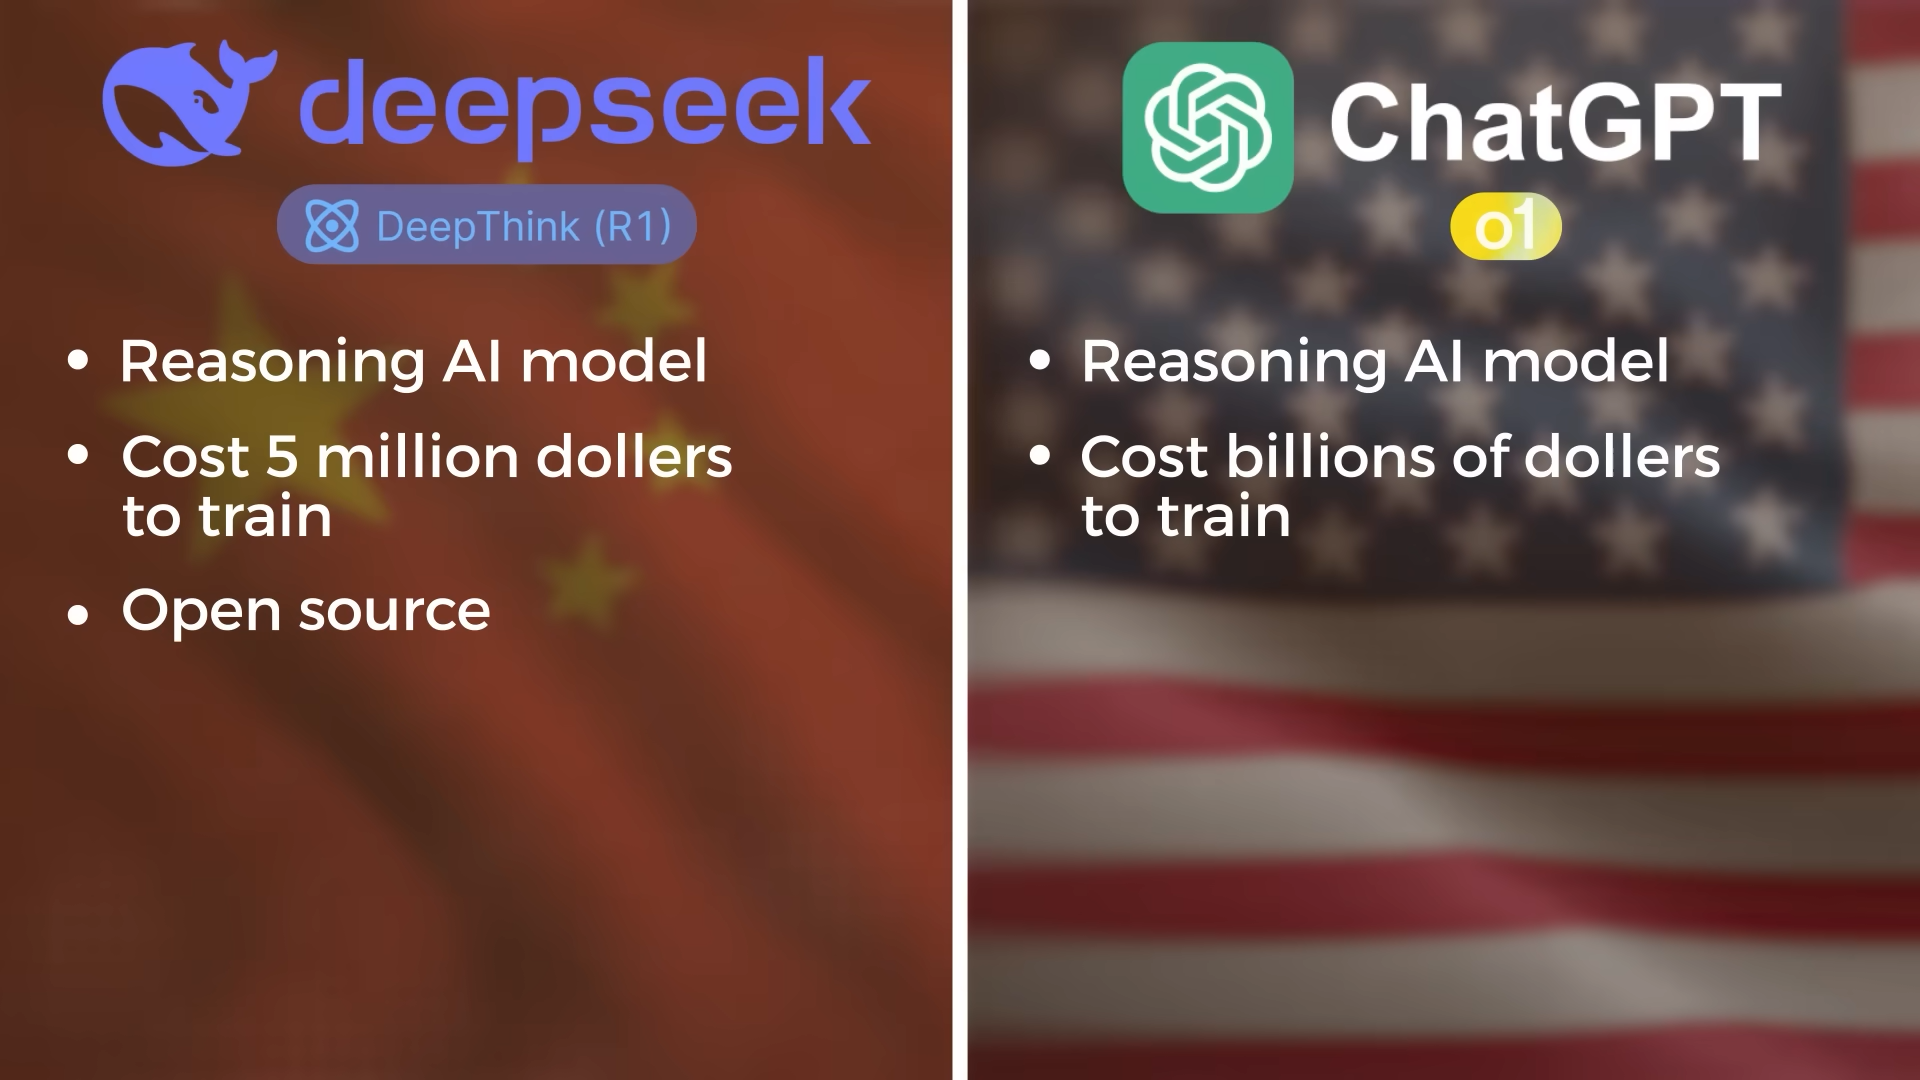 deepseek
DeepThink (R1)
• Reasoning AI model
• Cost 5 million dollers
to train
• Open source
ChatGPT
o1
• Reasoning AI model
• Cost billions of dollers
to train